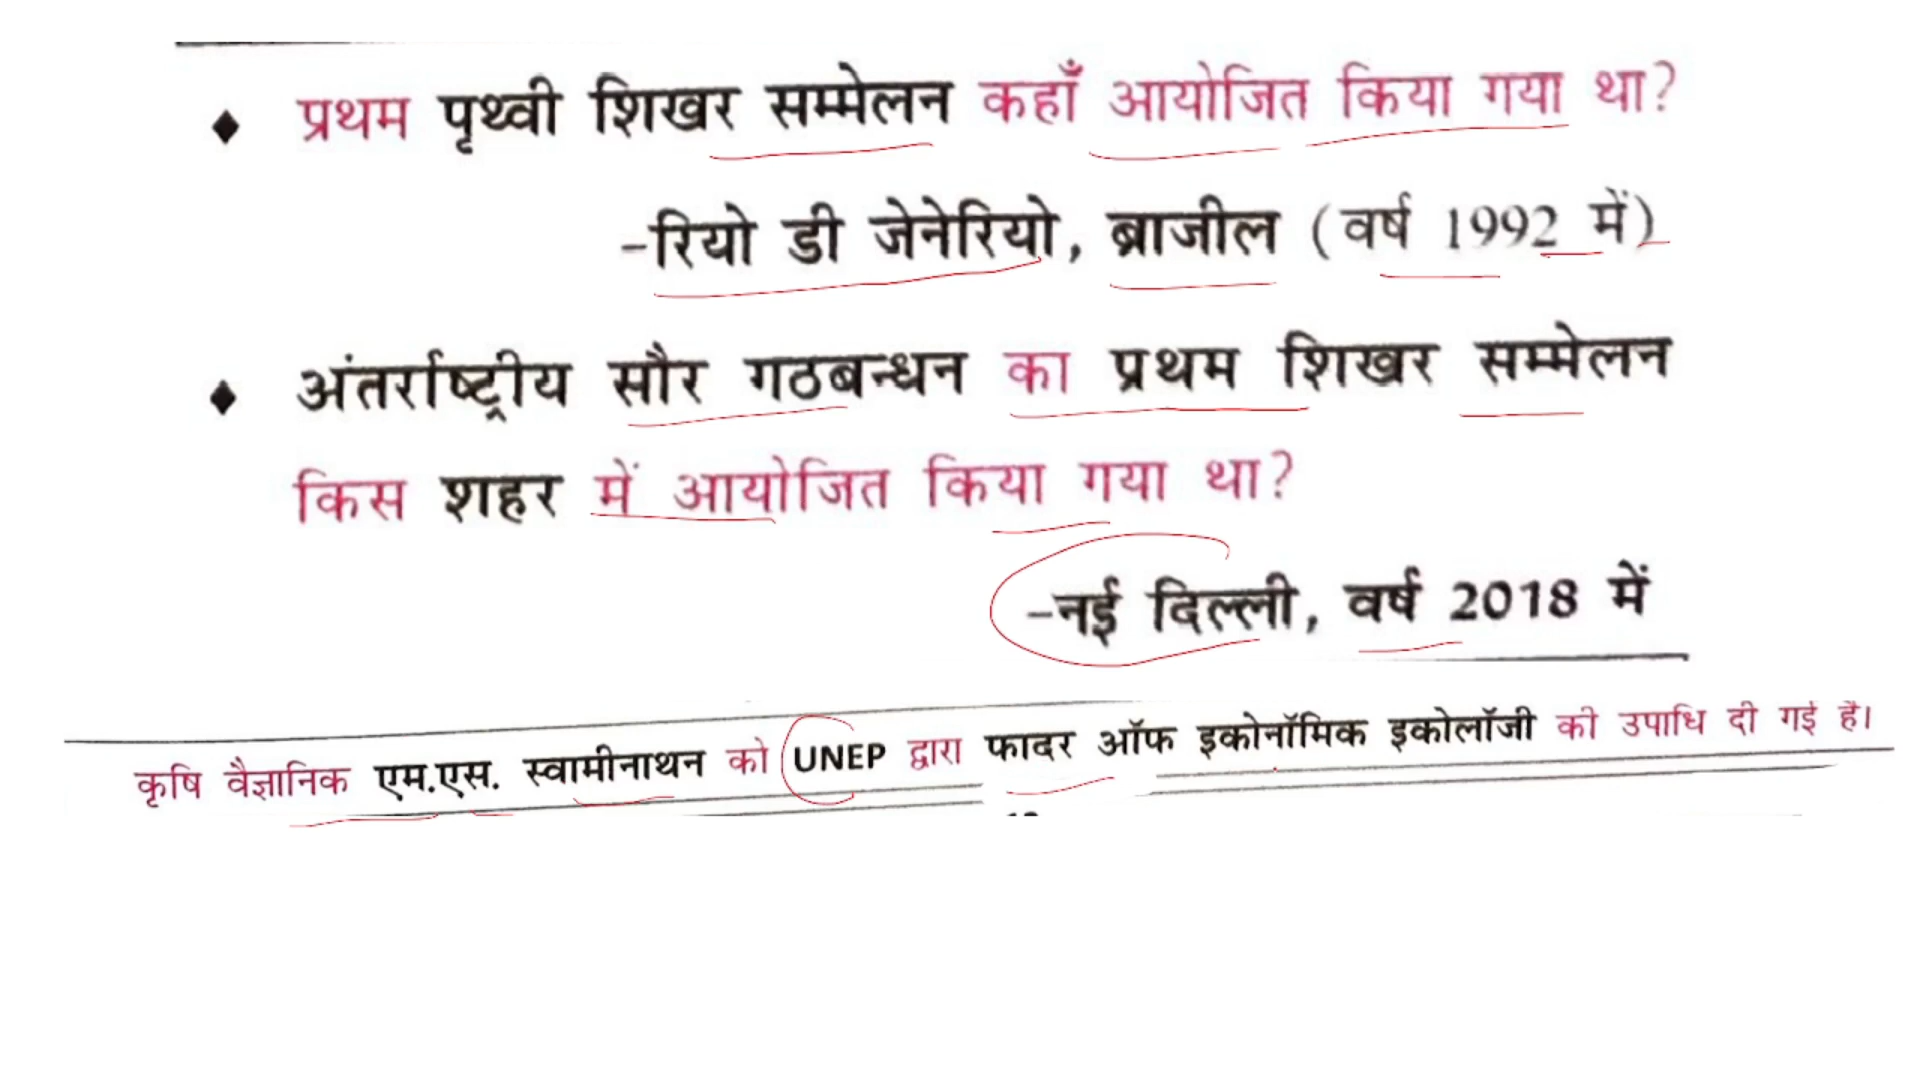 ♦ प्रथम पृथ्वी शिखर सम्मेलन कहाँ आयोजित किया गया था?
-रियो डी जेनेरियो, ब्राजील (वर्ष 1992 में)
♦ अंतर्राष्ट्रीय सौर गठबन्धन का प्रथम शिखर सम्मेलन
किस शहर में आयोजित किया गया था?
-नई दिल्ली, वर्ष 2018 में
कृषि वैज्ञानिक एम.एस. स्वामीनाथन को UNEP द्वारा फादर ऑफ इकोनॉमिक इकोलॉजी की उपाधि दी गई है।